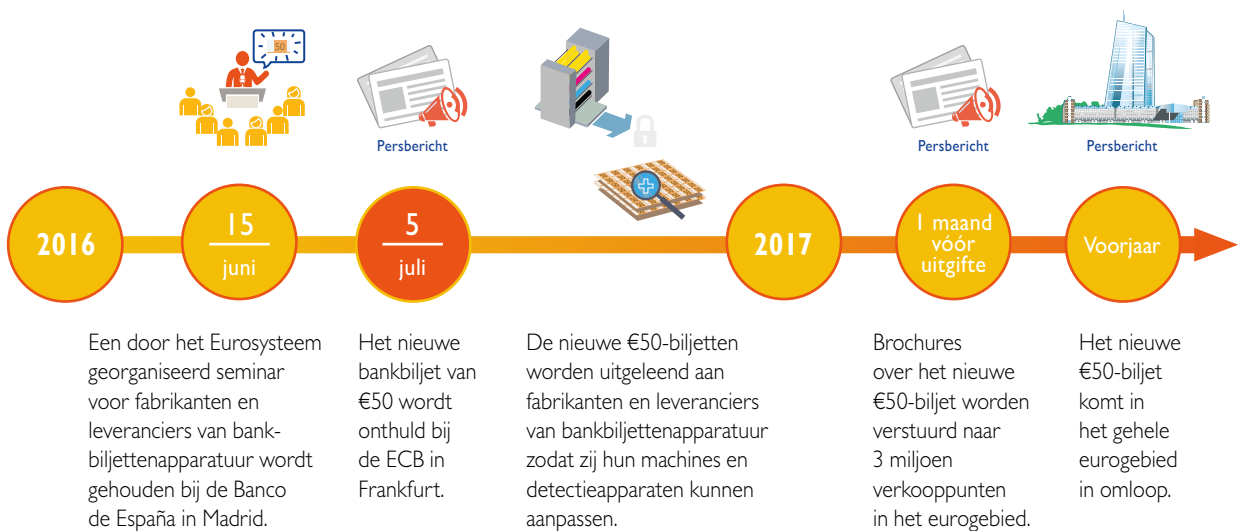 50
Persbericht
Persbericht
Persbericht
2016
15
juni
5
juli
2017
1 maand
vóór
uitgifte
Voorjaar
Een door het Eurosysteem
georganiseerd seminar
voor fabrikanten en
leveranciers van bank-
biljettenapparatuur wordt
gehouden bij de Banco
de España in Madrid.
Het nieuwe
bankbiljet van
€50 wordt
onthuld bij
de ECB in
Frankfurt.
De nieuwe €50-biljetten
worden uitgeleend aan
fabrikanten en leveranciers
van bankbiljettenapparatuur
zodat zij hun machines en
detectieapparaten kunnen
aanpassen.
Brochures
over het nieuwe
€50-biljet worden
verstuurd naar
3 miljoen
verkooppunten
in het eurogebied.
Het nieuwe
€50-biljet
komt in
het gehele
eurogebied
in omloop.